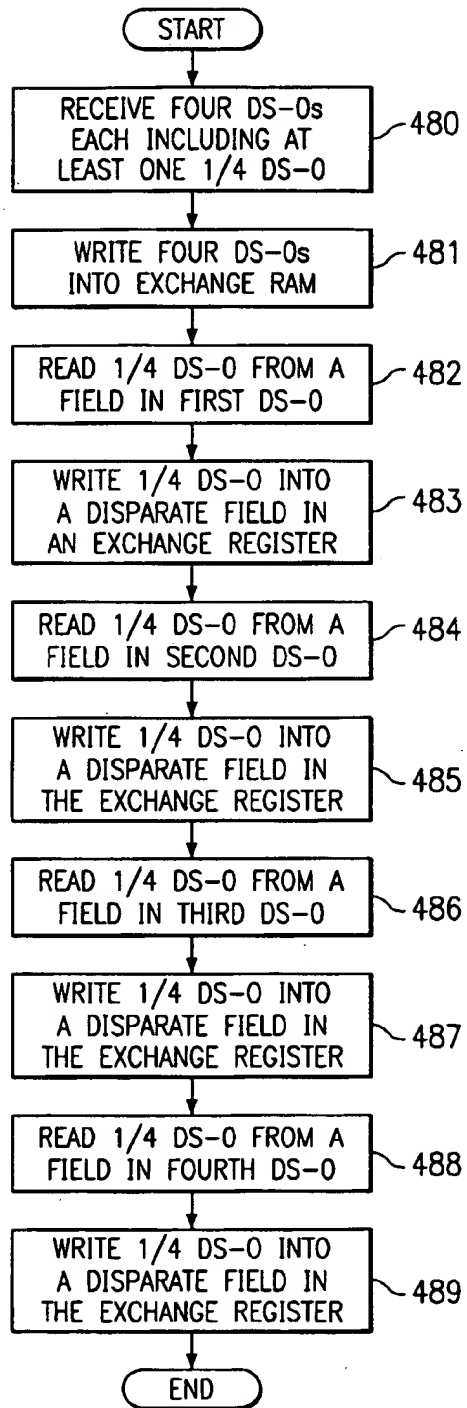 START
RECEIVE FOUR DS-0s
EACH INCLUDING AT
LEAST ONE 1/4 DS-0
480
WRITE FOUR DS-0s
INTO EXCHANGE RAM
481
READ 1/4 DS-0 FROM A
FIELD IN FIRST DS-0
482
WRITE 1/4 DS-0 INTO
A DISPARATE FIELD IN
AN EXCHANGE REGISTER
483
READ 1/4 DS-0 FROM A
FIELD IN SECOND DS-0
484
WRITE 1/4 DS-0 INTO
A DISPARATE FIELD IN
THE EXCHANGE REGISTER
485
READ 1/4 DS-0 FROM A
FIELD IN THIRD DS-0
486
WRITE 1/4 DS-0 INTO
A DISPARATE FIELD IN
THE EXCHANGE REGISTER
487
READ 1/4 DS-0 FROM A
FIELD IN FOURTH DS-0
488
WRITE 1/4 DS-0 INTO
A DISPARATE FIELD IN
THE EXCHANGE REGISTER
489
END